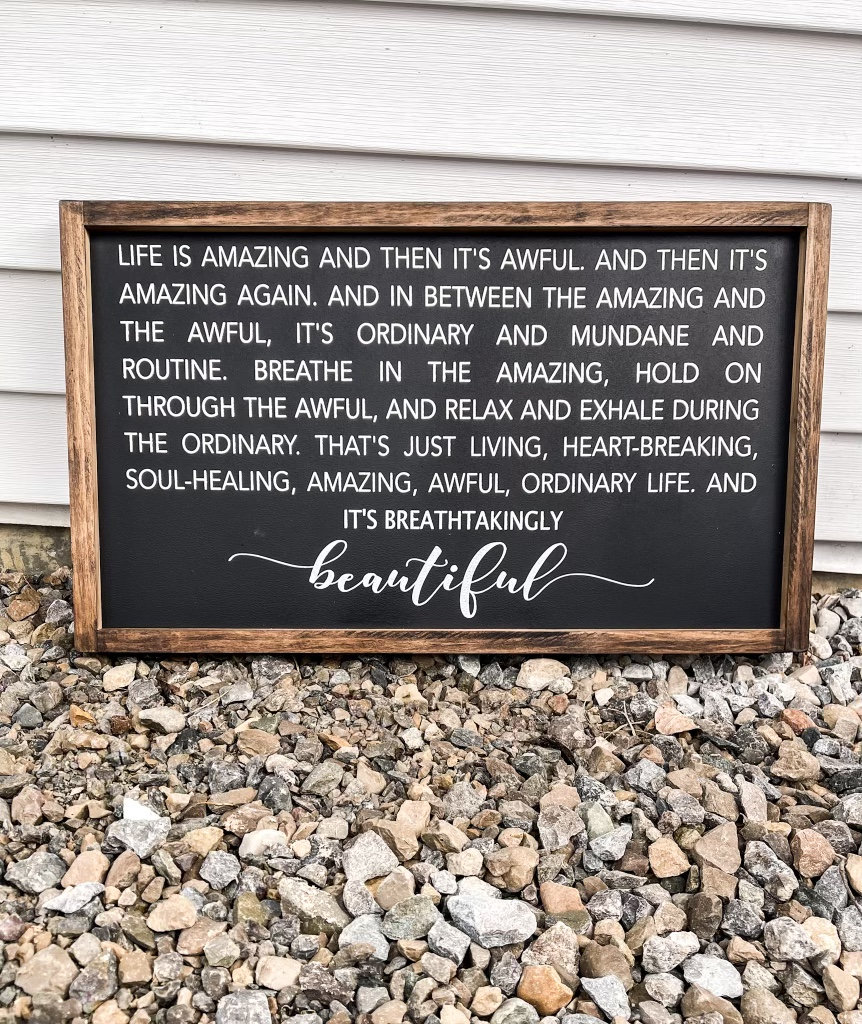 LIFE IS AMAZING AND THEN IT'S AWFUL. AND THEN IT'S
AMAZING AGAIN. AND IN BETWEEN THE AMAZING AND
THE AWFUL, IT'S ORDINARY AND MUNDANE AND
ROUTINE. BREATHE IN THE AMAZING, HOLD ON
THROUGH THE AWFUL, AND RELAX AND EXHALE DURING
THE ORDINARY. THAT'S JUST LIVING, HEART-BREAKING,
SOUL-HEALING, AMAZING, AWFUL, ORDINARY LIFE. AND
IT'S BREATHTAKINGLY
beautiful